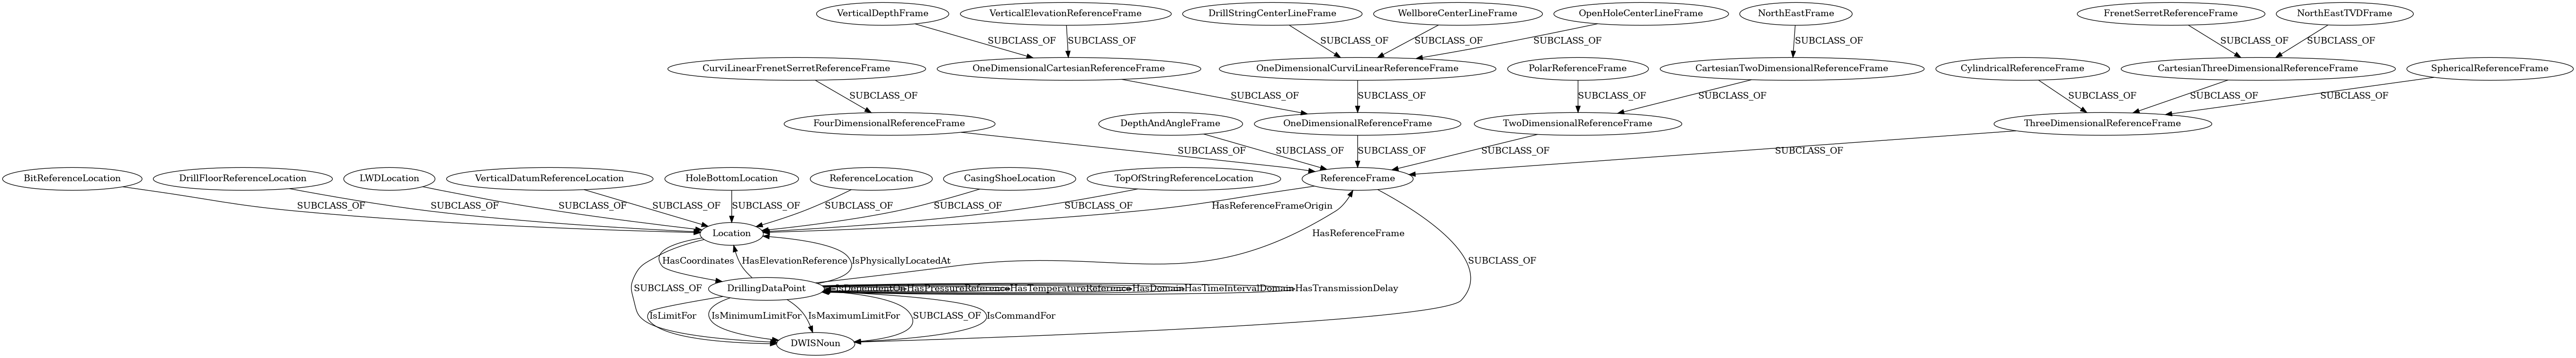 VerticalDepthFrame
VerticalElevationReferenceFrame
DrillStringCenterLineFrame
WellboreCenterLineFrame
OpenHoleCenterLineFrame
NorthEastFrame
FrenetSerretReferenceFrame
NorthEastTVDFrame
SUBCLASS_OF
SUBCLASS_OF
SUBCLASS_OF
SUBCLASS_OF
SUBCLASS_OF
SUBCLASS_OF
SUBCLASS_OF
SUBCLASS_OF
CurviLinearFrenetSerretReferenceFrame
OneDimensionalCartesianReferenceFrame
OneDimensionalCurviLinearReferenceFrame
PolarReferenceFrame
CartesianTwoDimensionalReferenceFrame
CylindricalReferenceFrame
CartesianThreeDimensionalReferenceFrame
SphericalReferenceFrame
SUBCLASS_OF
SUBCLASS_OF
SUBCLASS_OF
SUBCLASS_OF
SUBCLASS_OF
SUBCLASS_OF
SUBCLASS_OF
SUBCLASS_OF
FourDimensionalReferenceFrame
DepthAndAngleFrame
OneDimensionalReferenceFrame
TwoDimensionalReferenceFrame
ThreeDimensionalReferenceFrame
SUBCLASS_OF
SUBCLASS_OF
SUBCLASS_OF
SUBCLASS_OF
SUBCLASS_OF
BitReferenceLocation
DrillFloorReferenceLocation
LWDLocation
VerticalDatumReferenceLocation
HoleBottomLocation
ReferenceLocation
CasingShoeLocation
TopOfStringReferenceLocation
ReferenceFrame
SUBCLASS_OF
SUBCLASS_OF
SUBCLASS_OF
SUBCLASS_OF
SUBCLASS_OF
SUBCLASS_OF
SUBCLASS_OF
SUBCLASS_OF
HasReferenceFrameOrigin
Location
HasReferenceFrame
HasCoordinates
HasElevationReference
IsPhysicallyLocatedAt
SUBCLASS_OF
SUBCLASS_OF
DrillingDataPoint
HasPressureReference
HasTemperatureReference
HasDomain
HasTimeIntervalDomain
HasTransmissionDelay
IsLimitFor
IsMinimumLimitFor
IsMaximumLimitFor
SUBCLASS_OF
IsCommandFor
DWISNoun